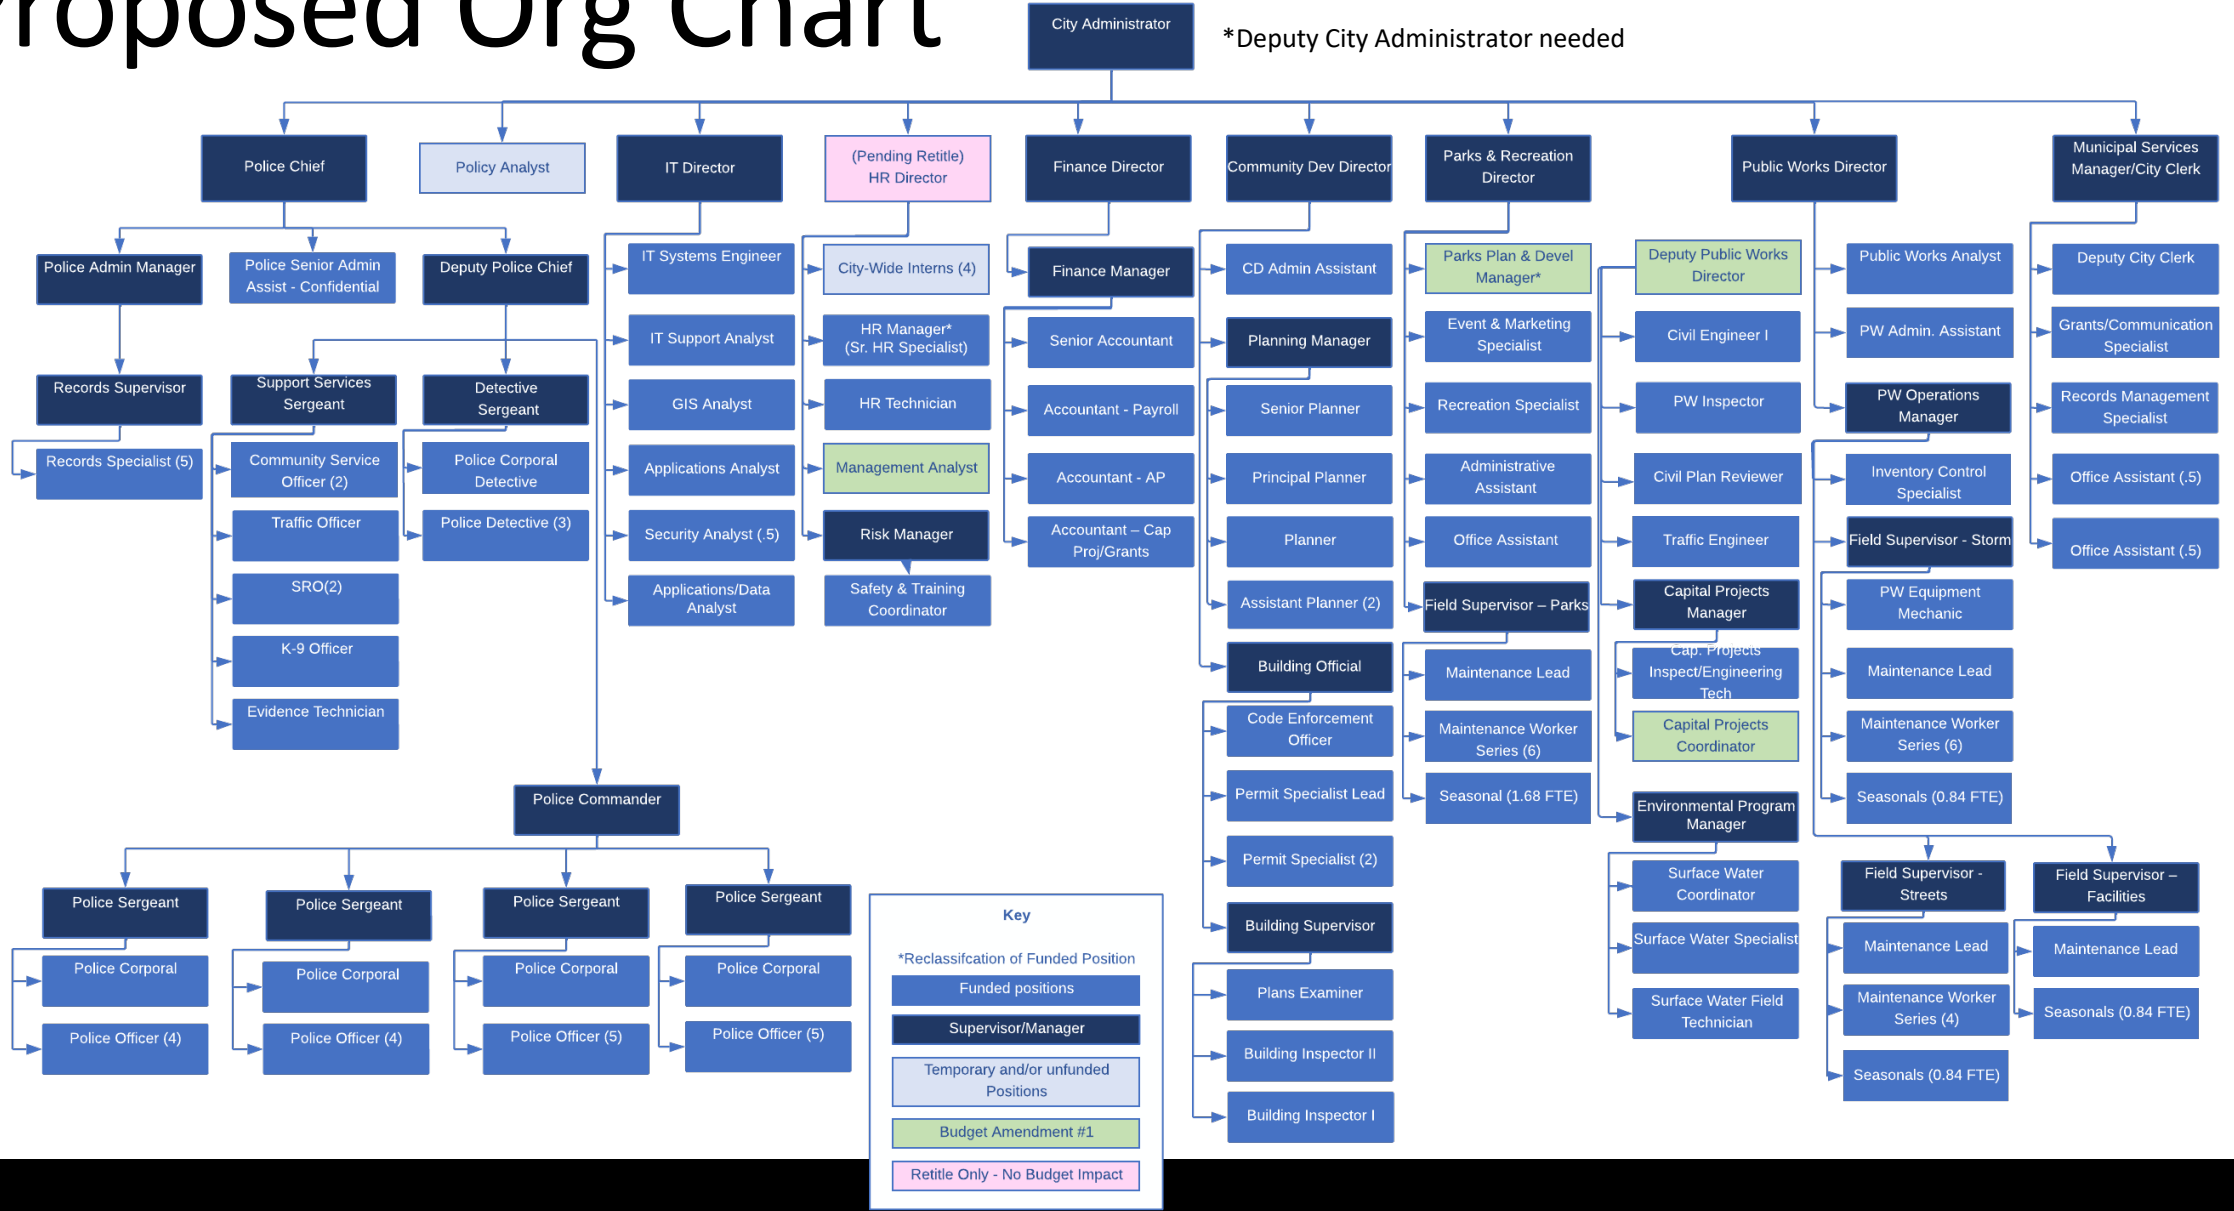 Proposed Org Chart
City Administrator
*Deputy City Administrator needed
Police Chief
Policy Analyst
IT Director
(Pending Retitle)
HR Director
Finance Director
Community Dev Director
Parks & Recreation
Director
Public Works Director
Municipal Services
Manager/City Clerk
Police Admin Manager
Police Senior Admin
Assist - Confidential
Deputy Police Chief
Records Supervisor
Support Services
Sergeant
Detective
Sergeant
Records Specialist (5)
Community Service
Officer (2)
Traffic Officer
SRO(2)
K-9 Officer
Evidence Technician
Police Corporal
Detective
Police Detective (3)
Police Commander
Police Sergeant
Police Corporal
Police Officer (4)
Police Sergeant
Police Corporal
Police Officer (4)
Police Sergeant
Police Corporal
Police Officer (5)
Police Sergeant
Police Corporal
Police Officer (5)
IT Systems Engineer
IT Support Analyst
GIS Analyst
Applications Analyst
Security Analyst (.5)
Applications/Data
Analyst
City-Wide Interns (4)
HR Manager*
(Sr. HR Specialist)
HR Technician
Management Analyst
Risk Manager
Safety & Training
Coordinator
Finance Manager
Senior Accountant
Accountant - Payroll
Accountant - AP
Accountant – Cap
Proj/Grants
CD Admin Assistant
Planning Manager
Senior Planner
Principal Planner
Planner
Assistant Planner (2)
Building Official
Code Enforcement
Officer
Permit Specialist Lead
Permit Specialist (2)
Building Supervisor
Plans Examiner
Building Inspector II
Building Inspector I
Parks Plan & Devel
Manager*
Event & Marketing
Specialist
Recreation Specialist
Administrative
Assistant
Office Assistant
Field Supervisor – Parks
Maintenance Lead
Maintenance Worker
Series (6)
Seasonal (1.68 FTE)
Deputy Public Works
Director
Civil Engineer I
PW Inspector
Civil Plan Reviewer
Traffic Engineer
Capital Projects
Manager
Cap. Projects
Inspect/Engineering
Tech
Capital Projects
Coordinator
Environmental Program
Manager
Surface Water
Coordinator
Surface Water Specialist
Surface Water Field
Technician
Public Works Analyst
PW Admin. Assistant
PW Operations
Manager
Inventory Control
Specialist
Field Supervisor - Storm
PW Equipment
Mechanic
Maintenance Lead
Maintenance Worker
Series (6)
Seasonals (0.84 FTE)
Field Supervisor -
Streets
Maintenance Lead
Maintenance Worker
Series (4)
Seasonals (0.84 FTE)
Field Supervisor –
Facilities
Maintenance Lead
Seasonals (0.84 FTE)
Deputy City Clerk
Grants/Communication
Specialist
Records Management
Specialist
Office Assistant (.5)
Office Assistant (.5)
Key
*Reclassifcation of Funded Position
Funded positions
Supervisor/Manager
Temporary and/or unfunded
Positions
Budget Amendment #1
Retitle Only - No Budget Impact